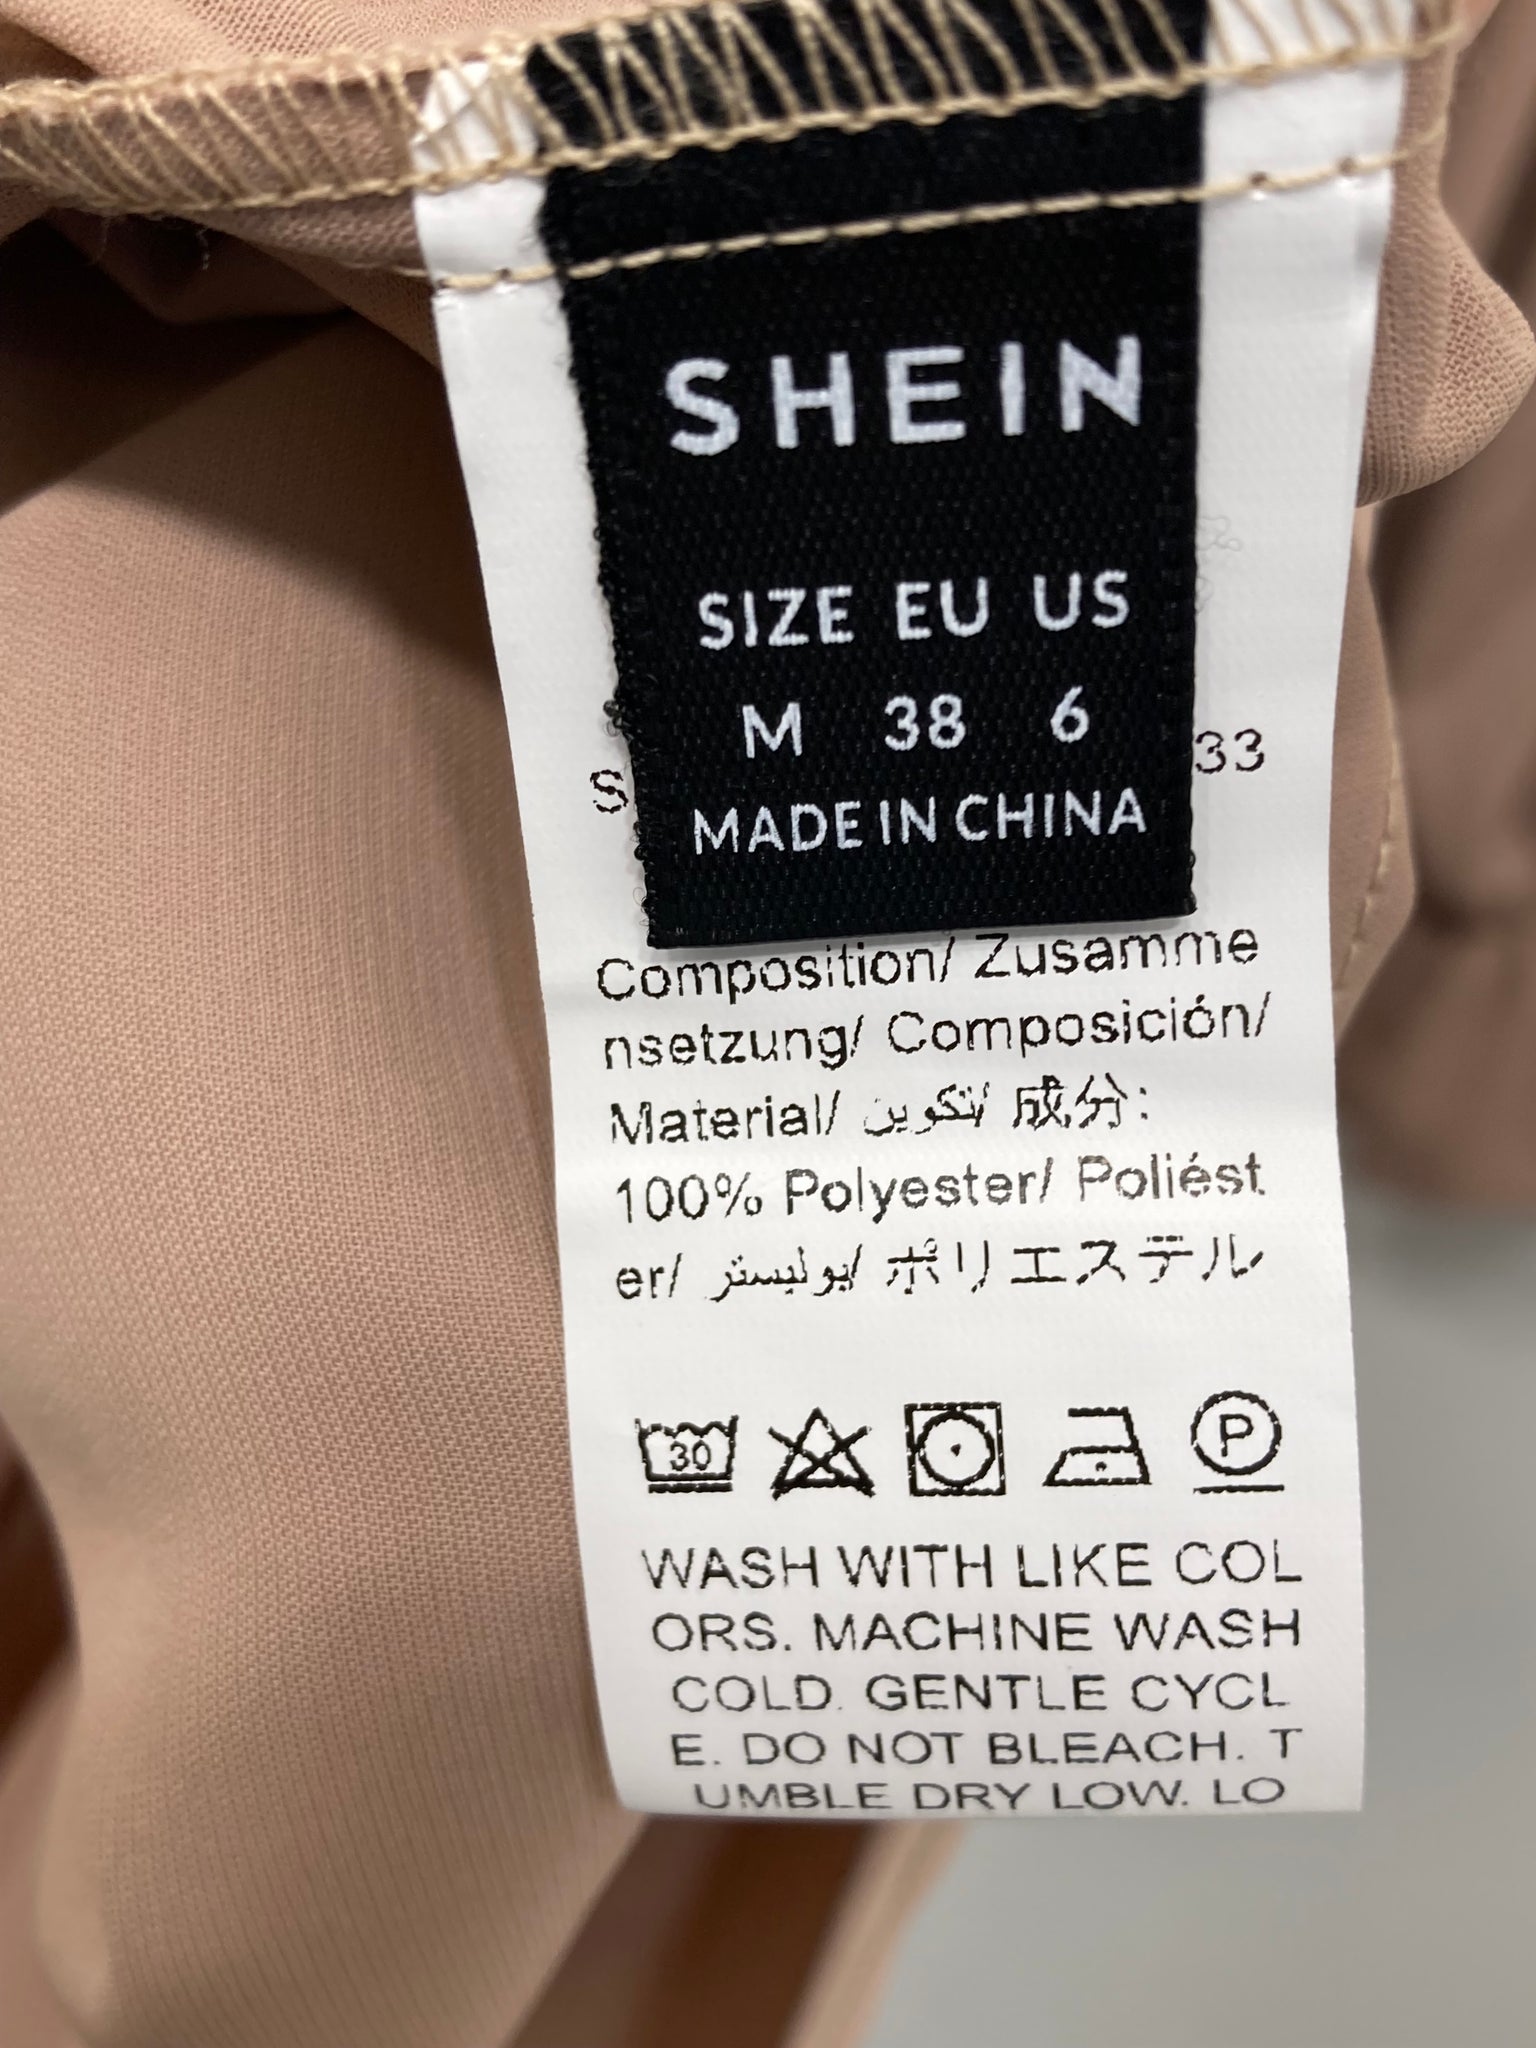 SHEIN
SIZE EU US
M 38 6
MADE IN CHINA
S
33
Composition/ Zusamme
nsetzung/ Composición/
Material/ تكوين/ 成分:
100% Polyester/ Poliést
er/ بوليستر/ ポリエステル
30
P
WASH WITH LIKE COL
ORS. MACHINE WASH
COLD. GENTLE CYCL
E. DO NOT BLEACH. T
UMBLE DRY LOW. LO